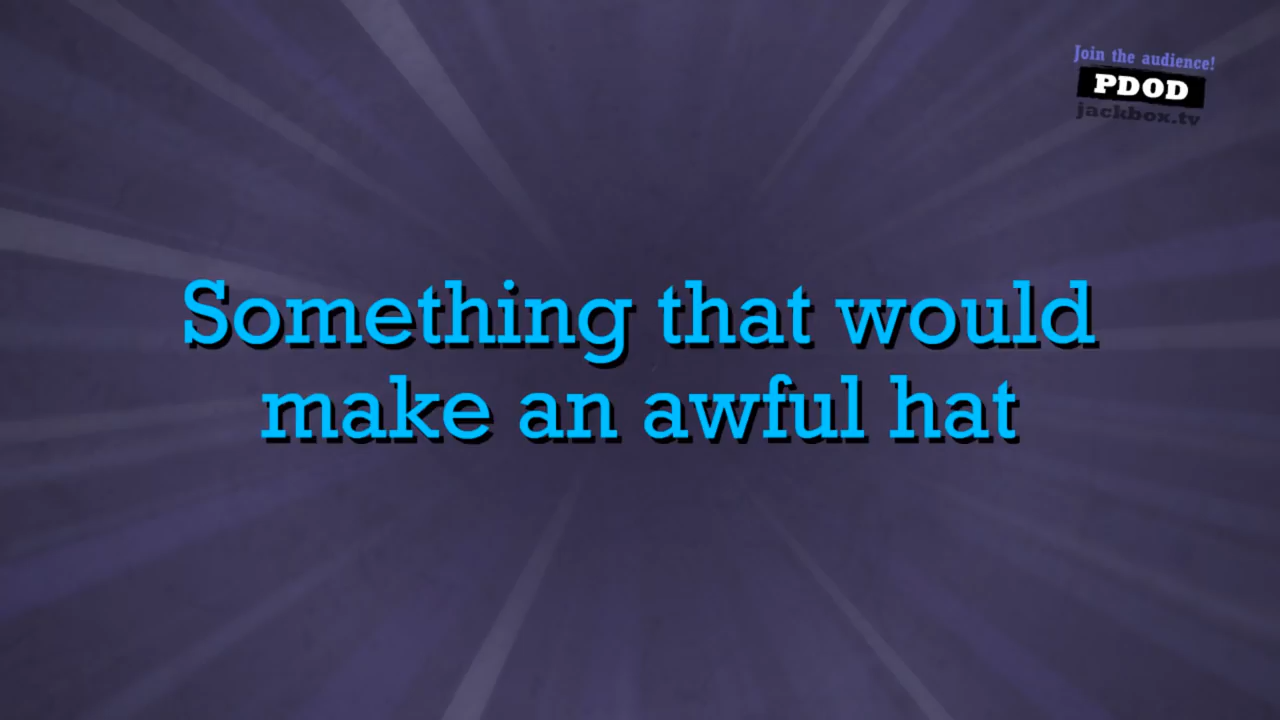 Join the audience!
PDOD
jackbox.tv
Something that would
make an awful hat